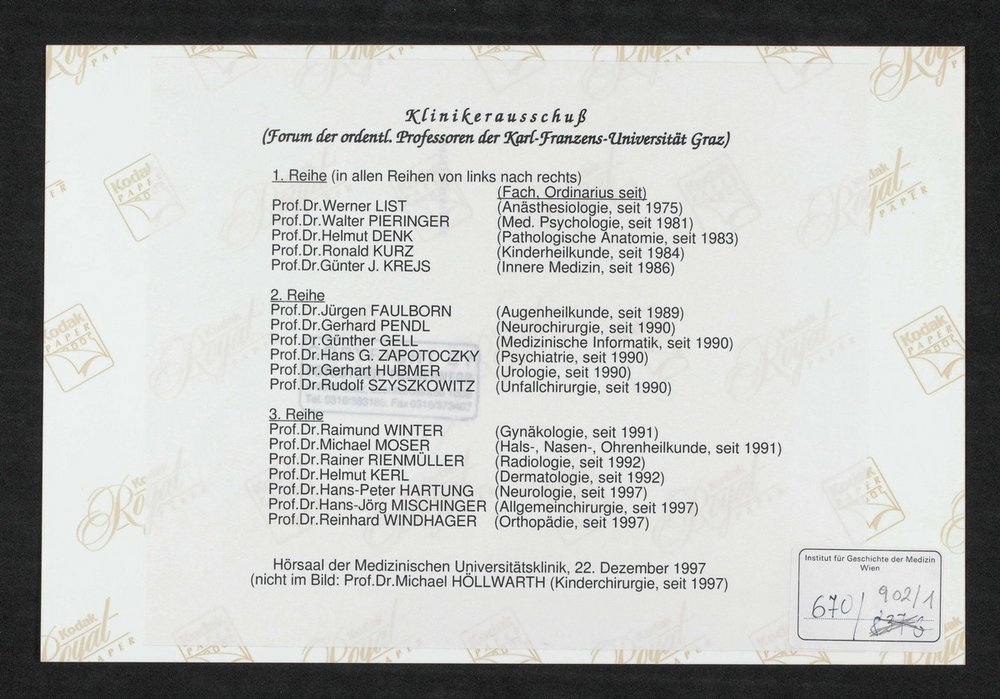 Klinikerausschuß
(Forum der ordentl. Professoren der Karl-Franzens-Universität Graz)
1. Reihe (in allen Reihen von links nach rechts)
(Fach, Ordinarius seit)
Prof.Dr.Werner LIST (Anästhesiologie, seit 1975)
Prof.Dr.Walter PIERINGER (Med. Psychologie, seit 1981)
Prof.Dr.Helmut DENK (Pathologische Anatomie, seit 1983)
Prof.Dr.Ronald KURZ (Kinderheilkunde, seit 1984)
Prof.Dr.Günter J. KREJS (Innere Medizin, seit 1986)
2. Reihe
Prof.Dr.Jürgen FAULBORN (Augenheilkunde, seit 1989)
Prof.Dr.Gerhard PENDL (Neurochirurgie, seit 1990)
Prof.Dr.Günther GELL (Medizinische Informatik, seit 1990)
Prof.Dr.Hans G. ZAPOTOCZKY (Psychiatrie, seit 1990)
Prof.Dr.Gerhart HUBMER (Urologie, seit 1990)
Prof.Dr.Rudolf SZYSZKOWITZ (Unfallchirurgie, seit 1990)
Tel. 0316/383185, Fax 0316/373467
3. Reihe
Prof.Dr.Raimund WINTER (Gynäkologie, seit 1991)
Prof.Dr.Michael MOSER (Hals-, Nasen-, Ohrenheilkunde, seit 1991)
Prof.Dr.Rainer RIENMÜLLER (Radiologie, seit 1992)
Prof.Dr.Helmut KERL (Dermatologie, seit 1992)
Prof.Dr.Hans-Peter HARTUNG (Neurologie, seit 1997)
Prof.Dr.Hans-Jörg MISCHINGER (Allgemeinchirurgie, seit 1997)
Prof.Dr.Reinhard WINDHAGER (Orthopädie, seit 1997)
Hörsaal der Medizinischen Universitätsklinik, 22. Dezember 1997
(nicht im Bild: Prof.Dr.Michael HÖLLWARTH (Kinderchirurgie, seit 1997)
Institut für Geschichte der Medizin
Wien
670/ 902/1
Kodak
Royal
PAPER